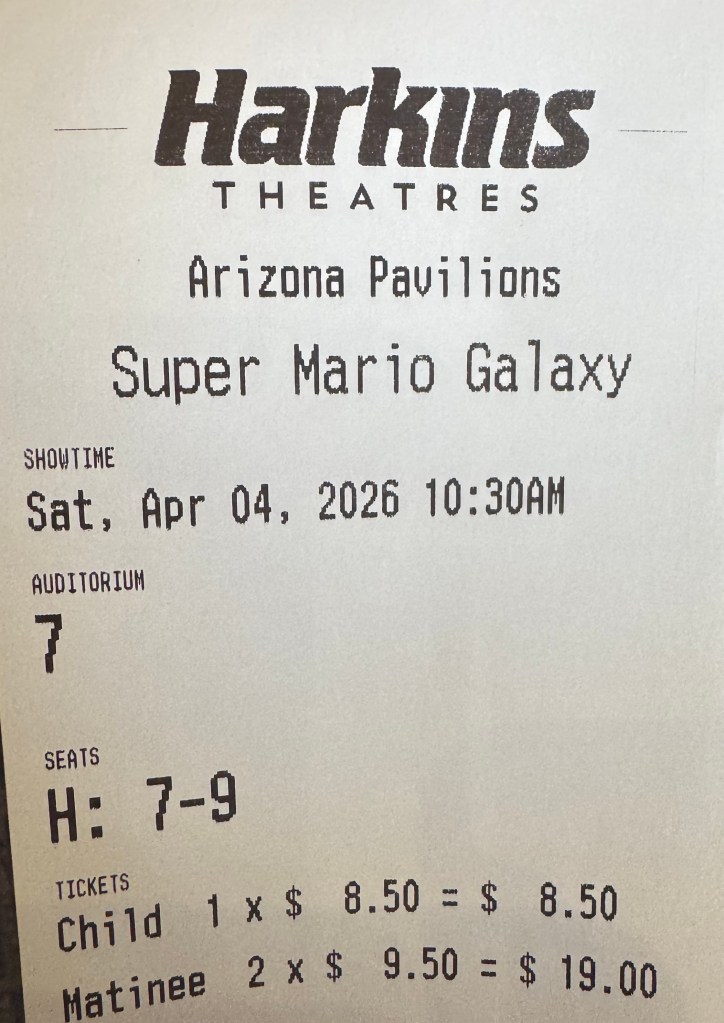 Harkins
THEATRES
Arizona Pavilions
Super Mario Galaxy
SHOWTIME
Sat, Apr 04, 2026 10:30AM
AUDITORIUM
7
SEATS
H: 7-9
TICKETS
Child 1 x $ 8.50 = $ 8.50
Matinee 2 x $ 9.50 = $ 19.00